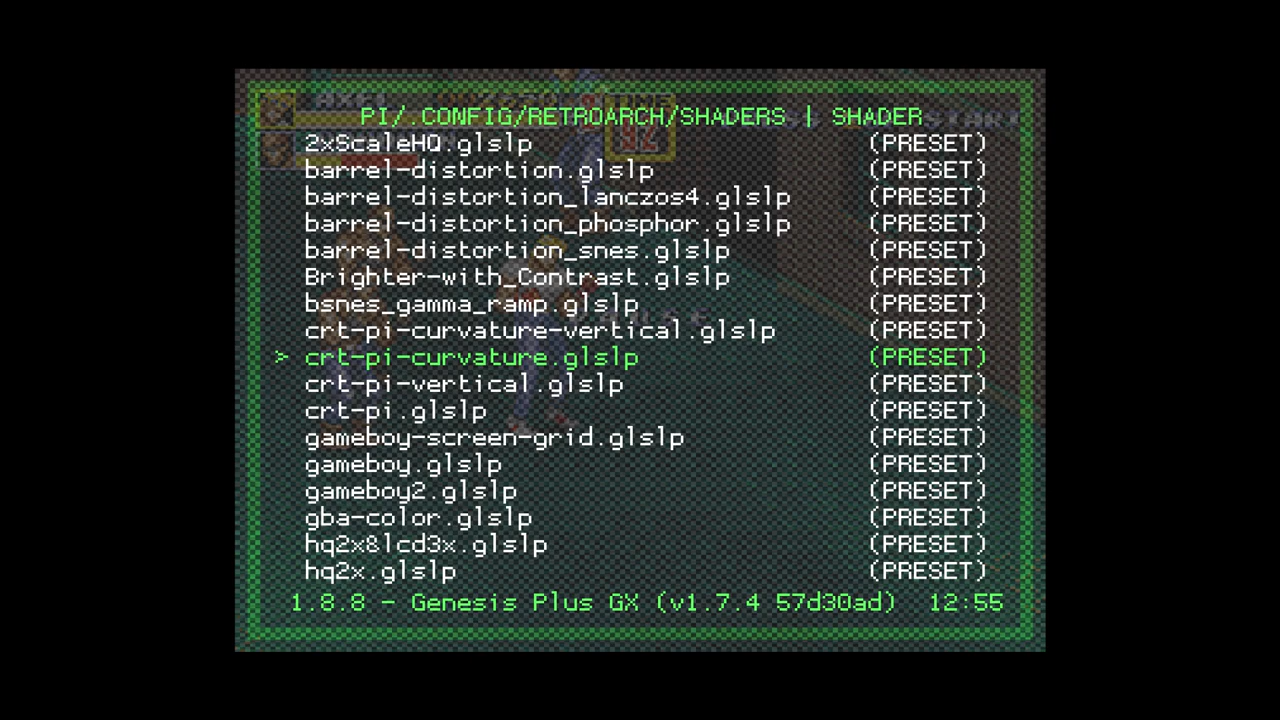 PI/.CONFIG/RETROARCH/SHADERS | SHADER
2xScaleHQ.glslp (PRESET)
barrel-distortion.glslp (PRESET)
barrel-distortion_lanczos4.glslp (PRESET)
barrel-distortion_phosphor.glslp (PRESET)
barrel-distortion_snes.glslp (PRESET)
Brighter-with_Contrast.glslp (PRESET)
bsnes_gamma_ramp.glslp (PRESET)
crt-pi-curvature-vertical.glslp (PRESET)
> crt-pi-curvature.glslp (PRESET)
crt-pi-vertical.glslp (PRESET)
crt-pi.glslp (PRESET)
gameboy-screen-grid.glslp (PRESET)
gameboy.glslp (PRESET)
gameboy2.glslp (PRESET)
gba-color.glslp (PRESET)
hq2x8lcd3x.glslp (PRESET)
hq2x.glslp (PRESET)
1.8.8 - Genesis Plus GX (v1.7.4 57d30ad) 12:55